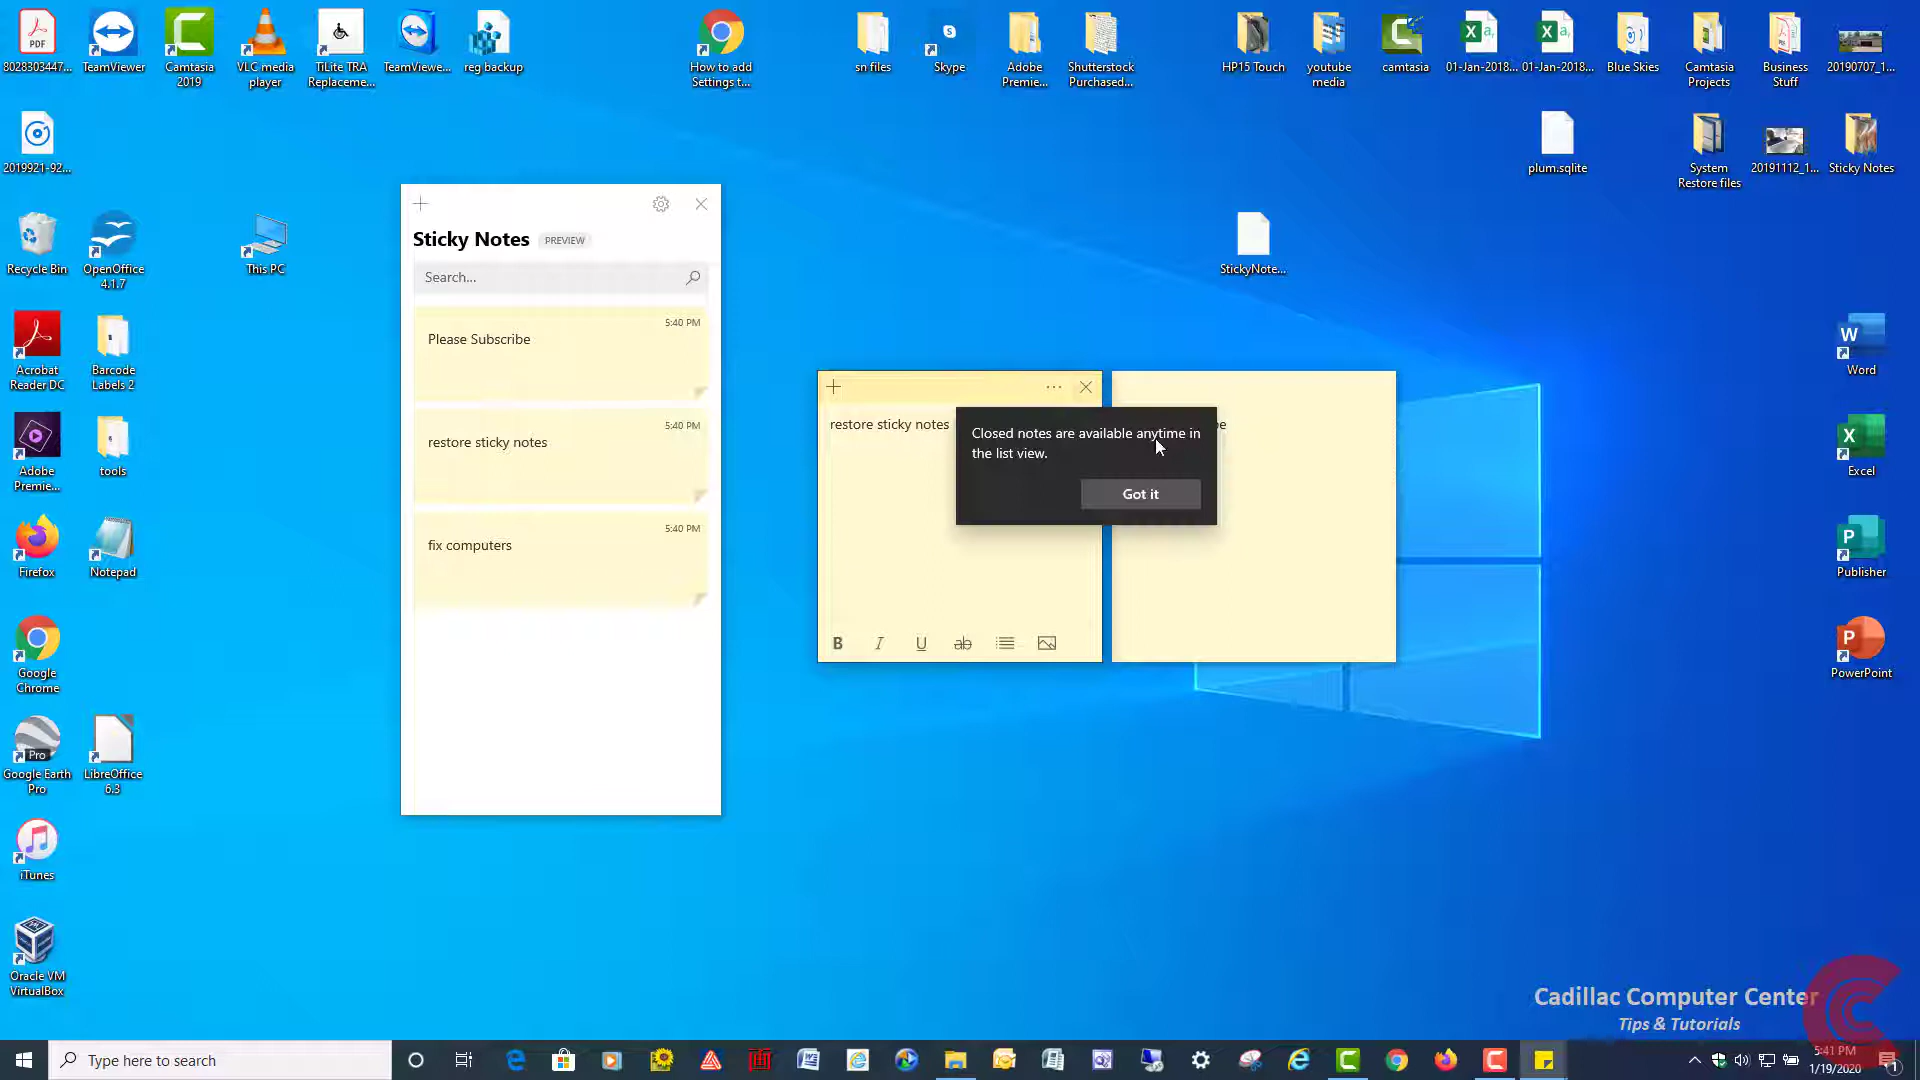 8028303447...
TeamViewer
Camtasia
2019
VLC media
player
TiLite TRA
Replaceme...
TeamViewe...
reg backup
How to add
Settings t...
sn files
Skype
Adobe
Premie...
Shutterstock
Purchased...
HP15 Touch
youtube
media
camtasia
01-Jan-2018...
01-Jan-2018...
Blue Skies
Camtasia
Projects
Business
Stuff
20190707_1...
2019921-92...
plum.sqlite
System
Restore files
20191112_1...
Sticky Notes
Recycle Bin
OpenOffice
4.1.7
This PC
StickyNote...
Acrobat
Reader DC
Barcode
Labels 2
Adobe
Premie...
tools
Firefox
Notepad
Google
Chrome
Google Earth
Pro
LibreOffice
6.3
iTunes
Oracle VM
VirtualBox
Word
Excel
Publisher
PowerPoint
Sticky Notes PREVIEW
Search...
5:40 PM
Please Subscribe
5:40 PM
restore sticky notes
5:40 PM
fix computers
restore sticky notes
Closed notes are available anytime in
the list view.
Got it
be
B I U ab
Cadillac Computer Center
Tips & Tutorials
Type here to search
5:41 PM
1/19/2020
1